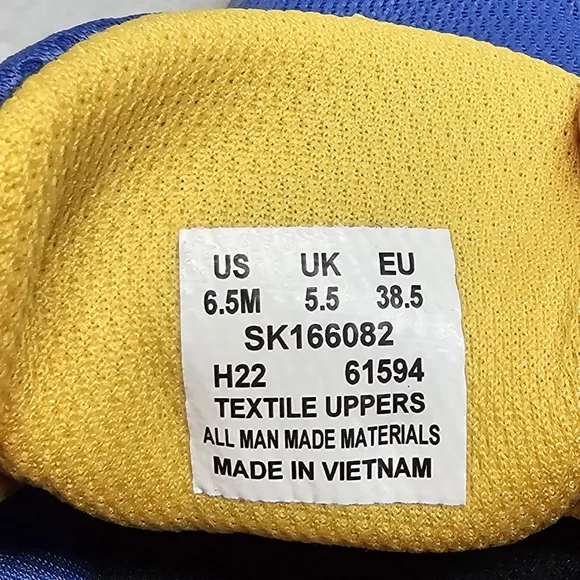 US UK EU
6.5M 5.5 38.5
SK166082
H22 61594
TEXTILE UPPERS
ALL MAN MADE MATERIALS
MADE IN VIETNAM